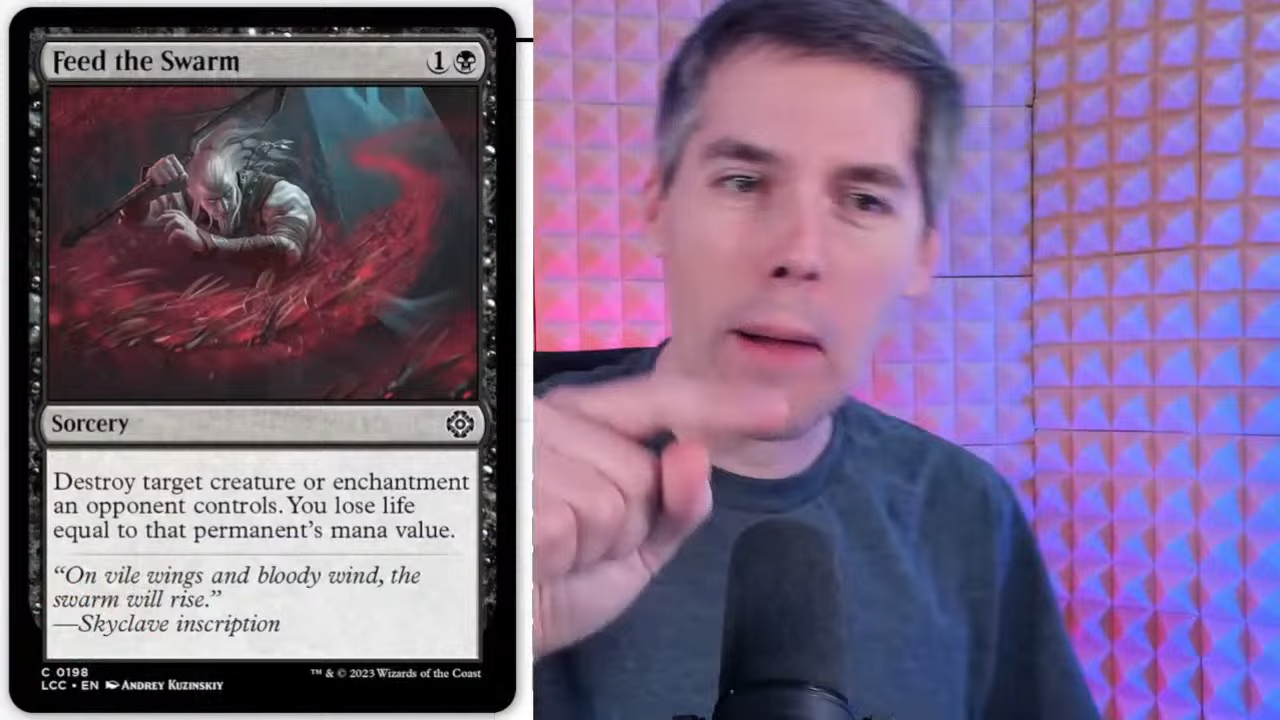 Feed the Swarm 1
Sorcery
Destroy target creature or enchantment
an opponent controls. You lose life
equal to that permanent's mana value.
“On vile wings and bloody wind, the
swarm will rise.”
—Skyclave inscription
C 0198
LCC • EN ANDREY KUZINSKIY
™ & © 2023 Wizards of the Coast